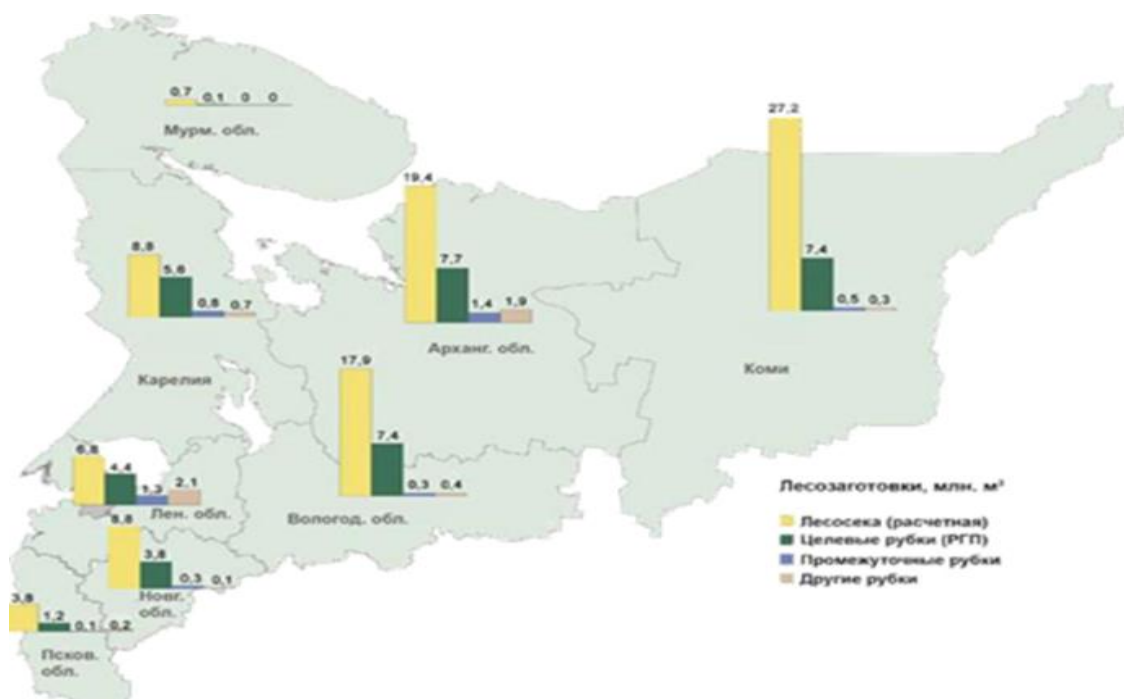 0,7 0,1 0 0
Мурм. обл.
27,2
7,4
0,5 0,3
Коми
19,4
7,7
1,4 1,9
Арханг. обл.
8,8
5,6
0,8 0,7
Карелия
17,9
7,4
0,3 0,4
Вологод. обл.
6,8
4,4
1,3 2,1
Лен. обл.
8,8
3,8
0,3 0,1
Новг.
обл.
3,8
1,2 0,1 0,2
Псков.
обл.
Лесозаготовки, млн. м³
Лесосека (расчетная)
Целевые рубки (РГП)
Промежуточные рубки
Другие рубки